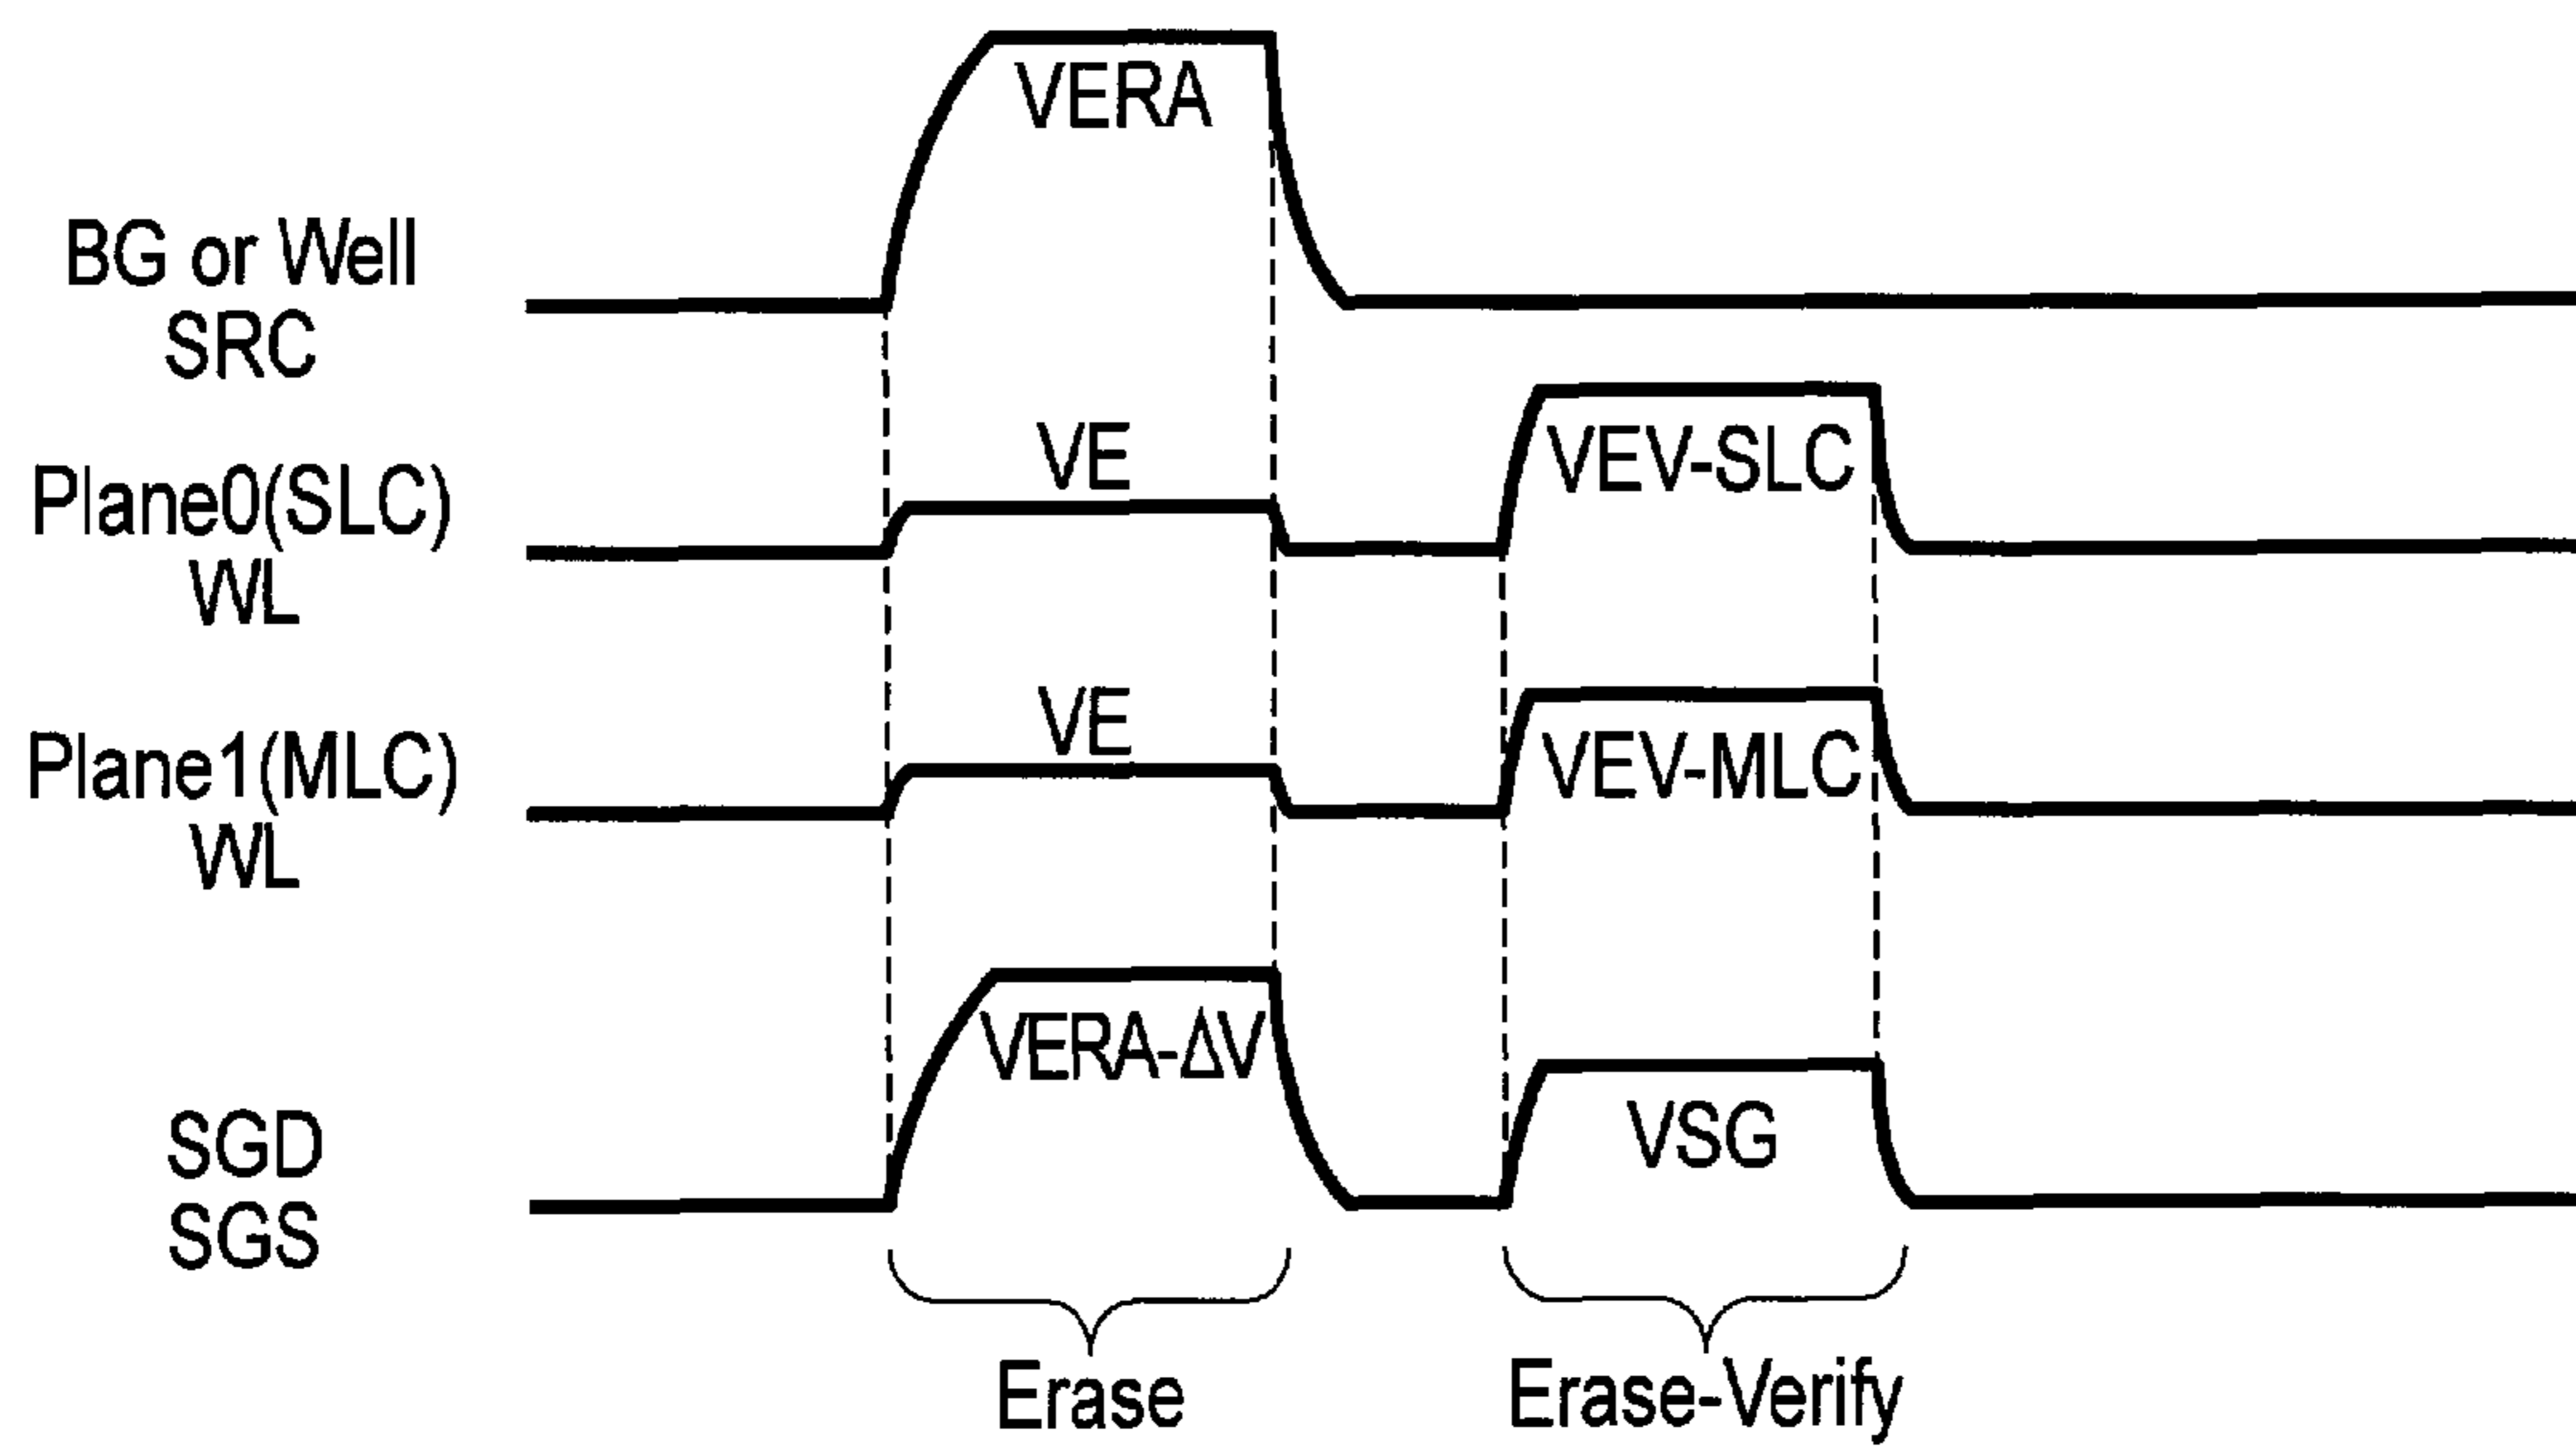 VERA
BG or Well
SRC
VE
VEV-SLC
Plane0(SLC)
WL
VE
VEV-MLC
Plane1(MLC)
WL
VERA-ΔV
VSG
SGD
SGS
Erase
Erase-Verify